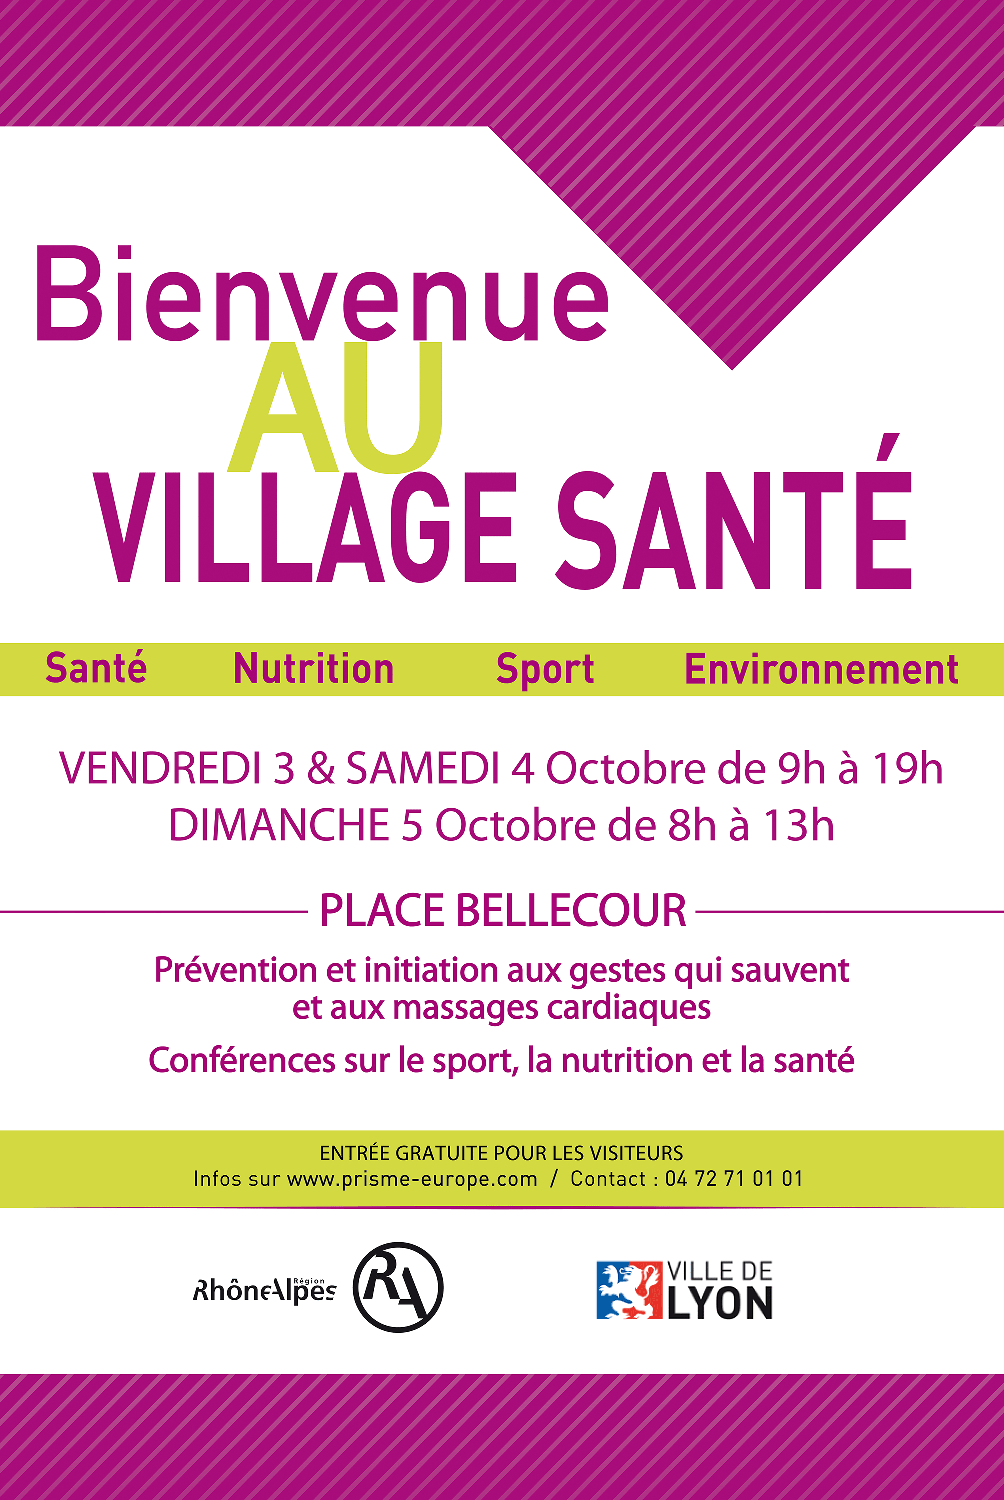 Bienvenue
AU
VILLAGE SANTÉ
Santé Nutrition Sport Environnement
VENDREDI 3 & SAMEDI 4 Octobre de 9h à 19h
DIMANCHE 5 Octobre de 8h à 13h
PLACE BELLECOUR
Prévention et initiation aux gestes qui sauvent
et aux massages cardiaques
Conférences sur le sport, la nutrition et la santé
ENTRÉE GRATUITE POUR LES VISITEURS
Infos sur www.prisme-europe.com / Contact : 04 72 71 01 01
RhôneAlpes Région
RA
VILLE DE
LYON